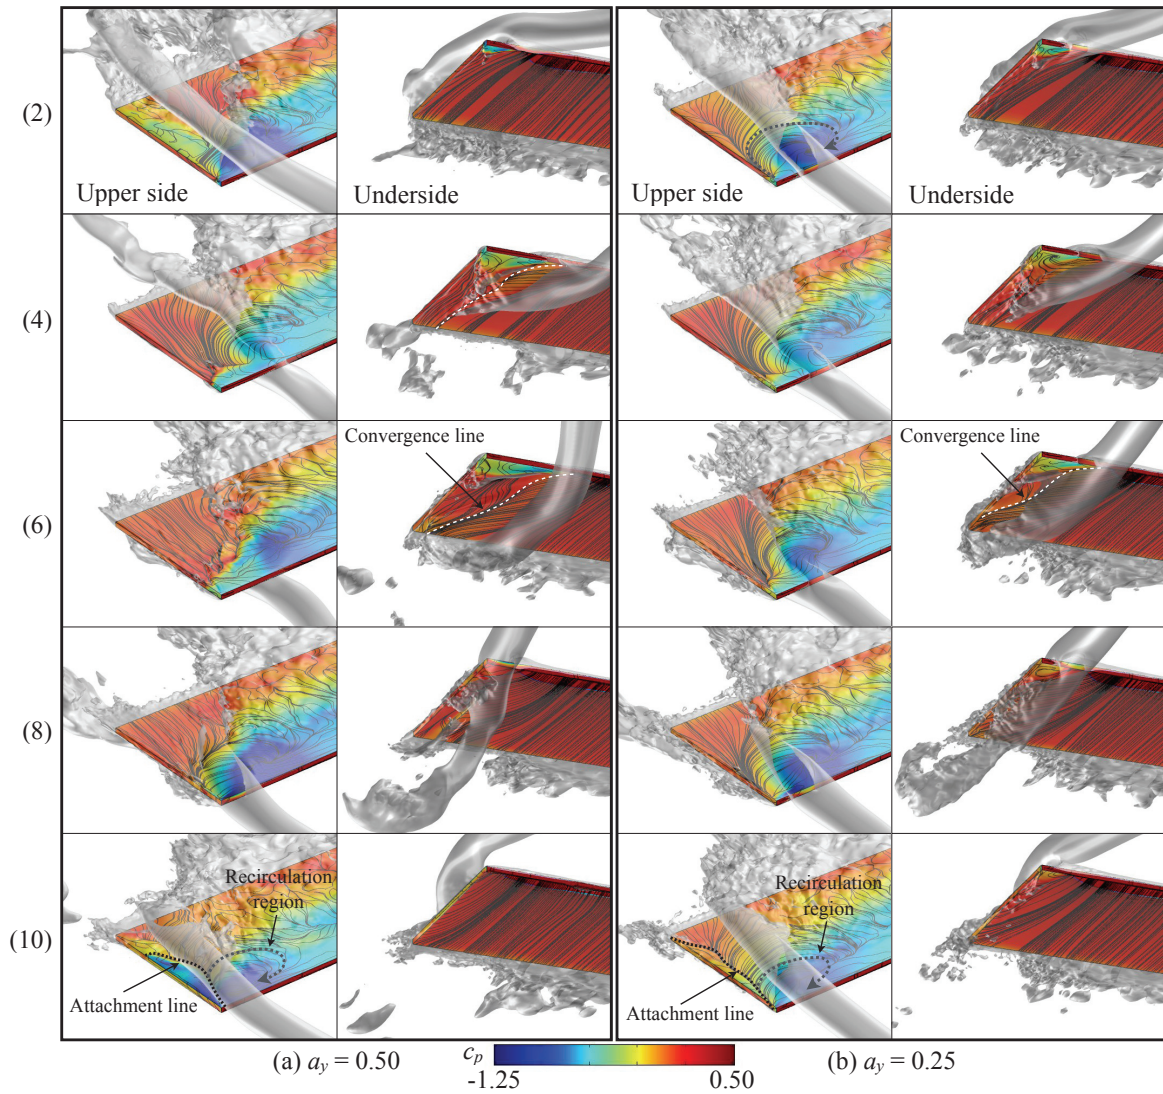 (2)
Upper side
Underside
Upper side
Underside
(4)
(6)
Convergence line
Convergence line
(8)
(10)
Recirculation
region
Attachment line
Recirculation
region
Attachment line
(a) a_y = 0.50
c_p
-1.25
0.50
(b) a_y = 0.25